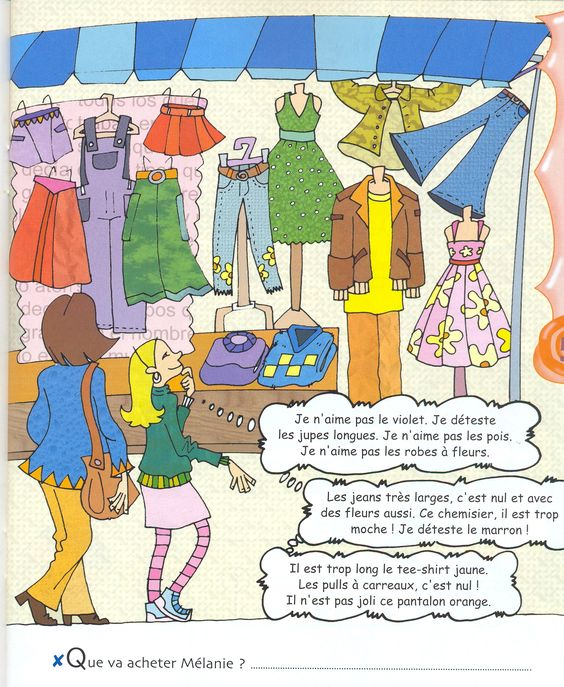 Je n'aime pas le violet. Je déteste
les jupes longues. Je n'aime pas les pois.
Je n'aime pas les robes à fleurs.
Les jeans très larges, c'est nul et avec
des fleurs aussi. Ce chemisier, il est trop
moche ! Je déteste le marron !
Il est trop long le tee-shirt jaune.
Les pulls à carreaux, c'est nul !
Il n'est pas joli ce pantalon orange.
✘Que va acheter Mélanie ? ........................................................